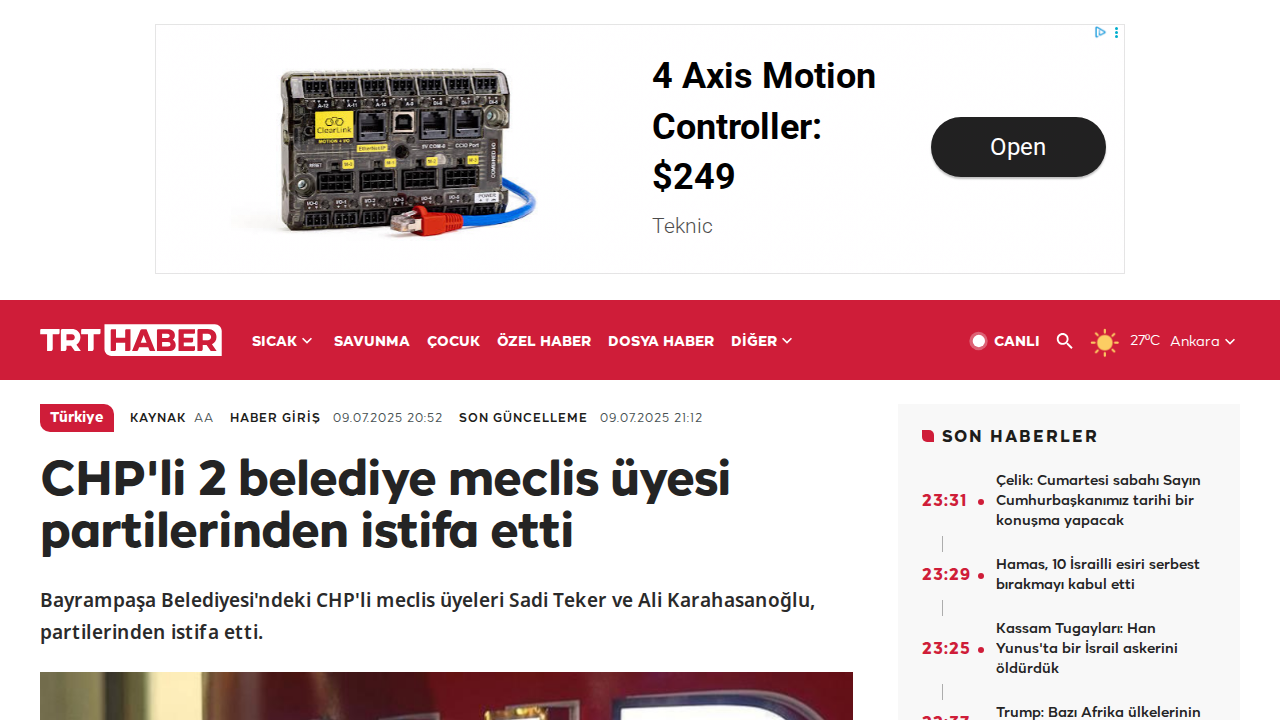 4 Axis Motion
Controller:
$249
Teknic
Open
ClearLink
TRT HABER
SICAK
SAVUNMA
ÇOCUK
ÖZEL HABER
DOSYA HABER
DİĞER
CANLI
27°C
Ankara
Türkiye
KAYNAK AA
HABER GİRİŞ 09.07.2025 20:52
SON GÜNCELLEME 09.07.2025 21:12
CHP'li 2 belediye meclis üyesi
partilerinden istifa etti
Bayrampaşa Belediyesi'ndeki CHP'li meclis üyeleri Sadi Teker ve Ali Karahasanoğlu,
partilerinden istifa etti.
SON HABERLER
23:31
Çelik: Cumartesi sabahı Sayın
Cumhurbaşkanımız tarihi bir
konuşma yapacak
23:29
Hamas, 10 İsrailli esiri serbest
bırakmayı kabul etti
23:25
Kassam Tugayları: Han
Yunus'ta bir İsrail askerini
öldürdük
Trump: Bazı Afrika ülkelerinin